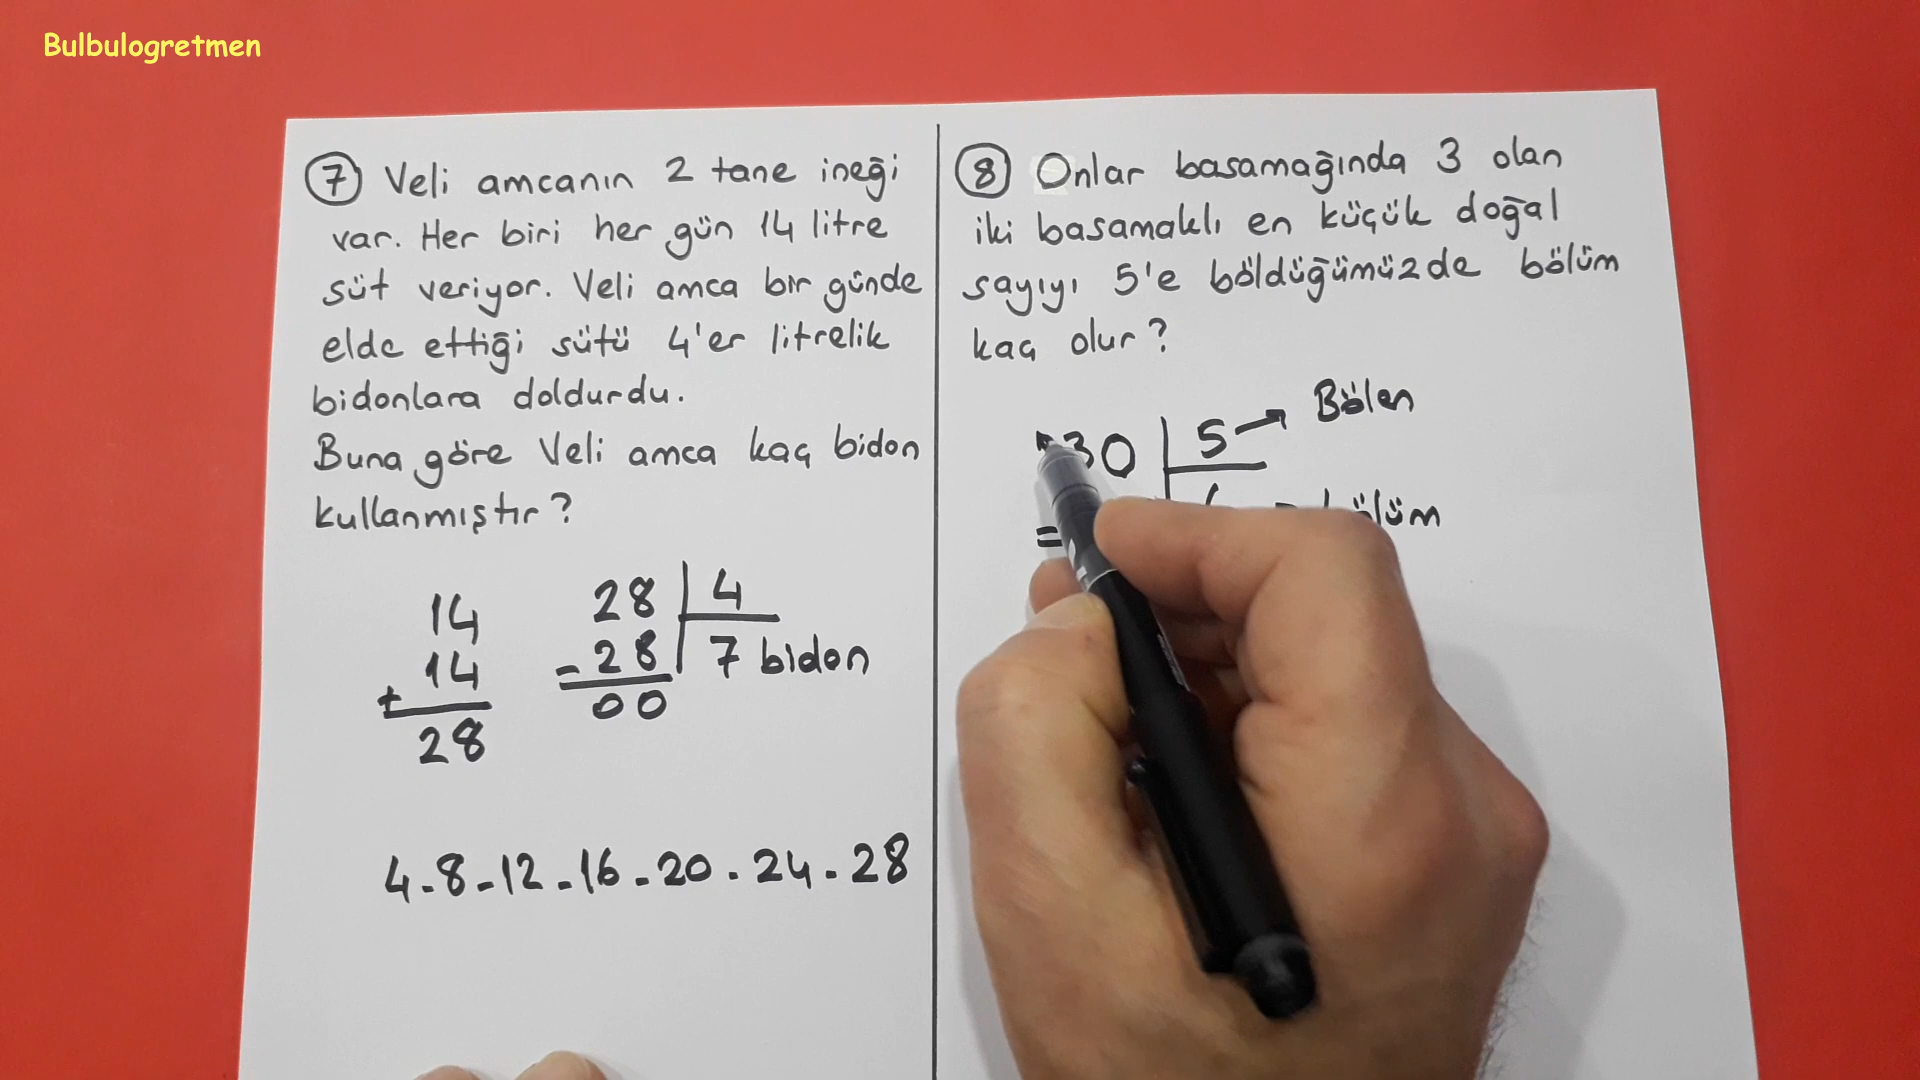 Bulbulogretmen
7 Veli amcanın 2 tane ineği
var. Her biri her gün 14 litre
süt veriyor. Veli amca bir günde
elde ettiği sütü 4'er litrelik
bidonlara doldurdu.
Buna göre Veli amca kaç bidon
kullanmıştır?
14
+ 14
28
28 | 4
- 28 | 7 bidon
00
4-8-12-16-20-24-28
8 Onlar basamağında 3 olan
iki basamaklı en küçük doğal
sayıyı 5'e böldüğümüzde bölüm
kaç olur?
30 | 5 → Bölen